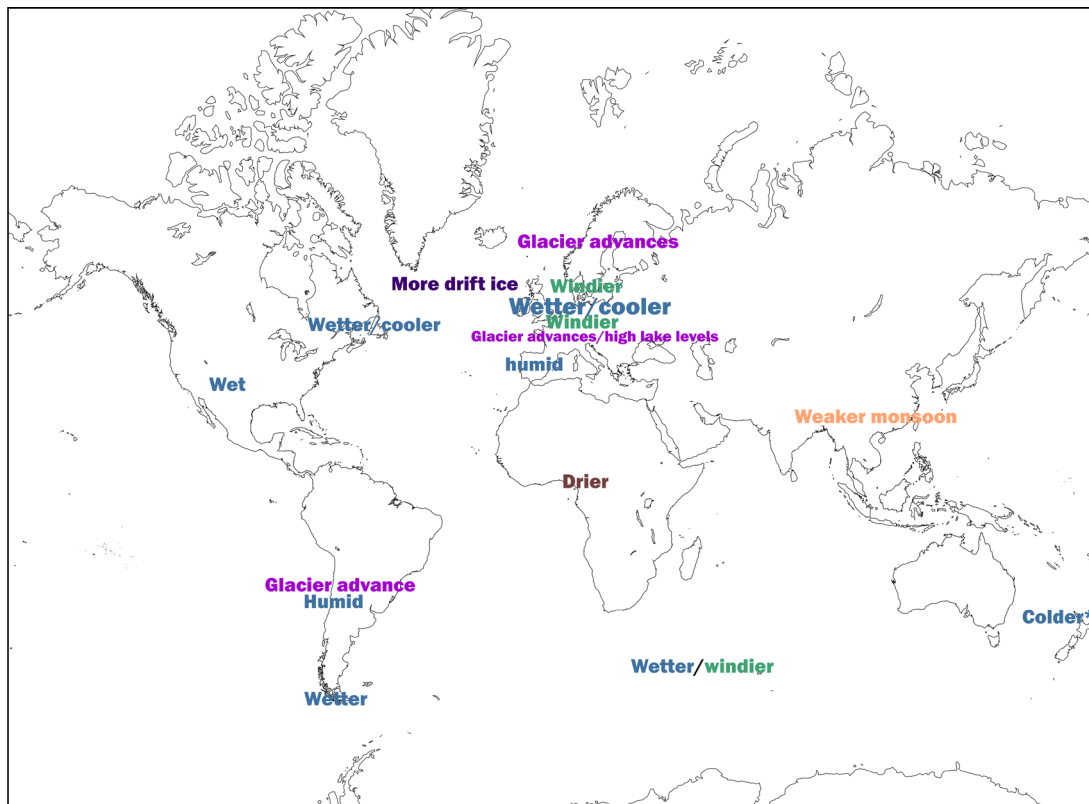 Glacier advances
More drift ice
Windier
Wetter/cooler
Windier
Wetter/cooler
Glacier advances/high lake levels
humid
Wet
Weaker monsoon
Drier
Glacier advance
Humid
Colder*
Wetter/windier
Wetter